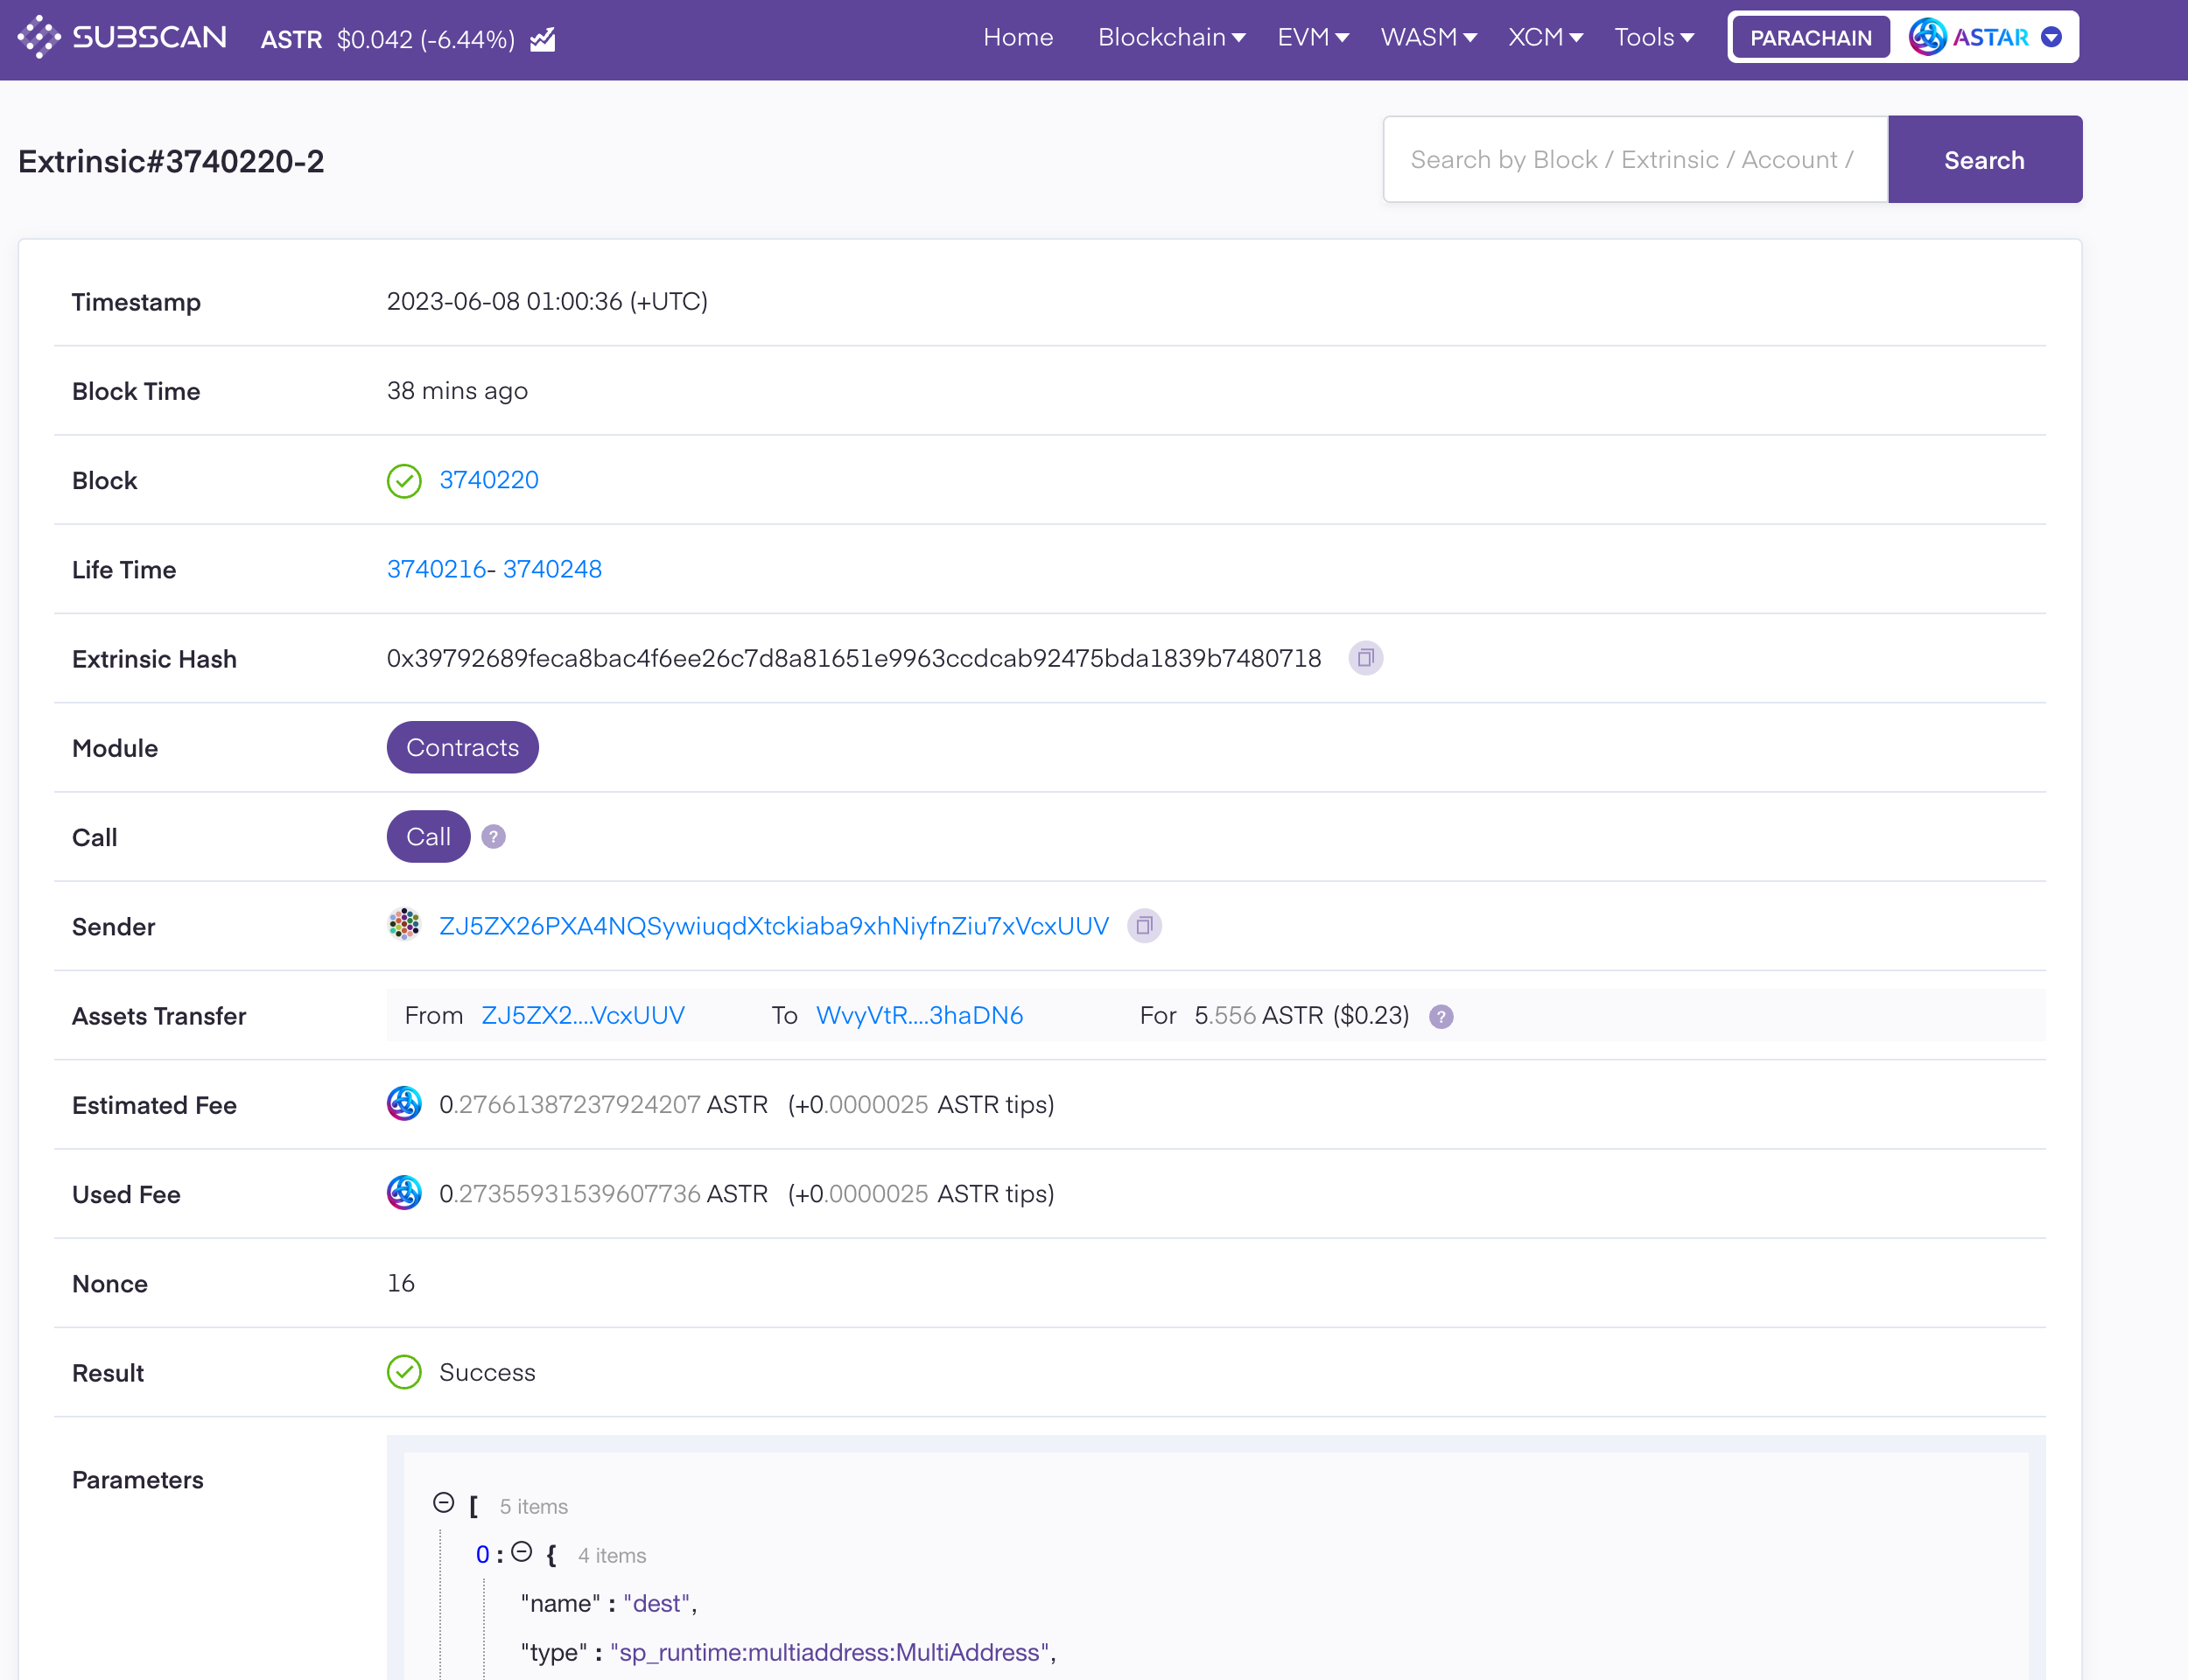 SUBSCAN ASTR $0.042 (-6.44%) Home Blockchain EVM WASM XCM Tools PARACHAIN ASTAR
Extrinsic#3740220-2 Search by Block / Extrinsic / Account / Search
Timestamp 2023-06-08 01:00:36 (+UTC)
Block Time 38 mins ago
Block 3740220
Life Time 3740216- 3740248
Extrinsic Hash 0x39792689feca8bac4f6ee26c7d8a81651e9963ccdcab92475bda1839b7480718
Module Contracts
Call Call ?
Sender ZJ5ZX26PXA4NQSywiuqdXtckiaba9xhNiyfnZiu7xVcxUUV
Assets Transfer From ZJ5ZX2....VcxUUV To WvyVtR....3haDN6 For 5.556 ASTR ($0.23) ?
Estimated Fee 0.27661387237924207 ASTR (+0.0000025 ASTR tips)
Used Fee 0.27355931539607736 ASTR (+0.0000025 ASTR tips)
Nonce 16
Result Success
Parameters
[ 5 items
0 : { 4 items
"name" : "dest",
"type" : "sp_runtime:multiaddress:MultiAddress",